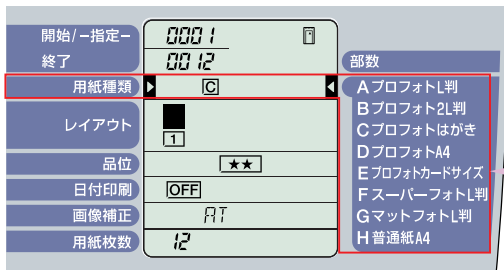 開始/−指定− 0001
終了 0012 部数
用紙種類 C
AプロフォトL判
Bプロフォト2L判
Cプロフォトはがき
DプロフォトA4
Eプロフォトカードサイズ
FスーパーフォトL判
GマットフォトL判
H普通紙A4
レイアウト 1
品位 ★★
日付印刷 OFF
画像補正 AT
用紙枚数 12